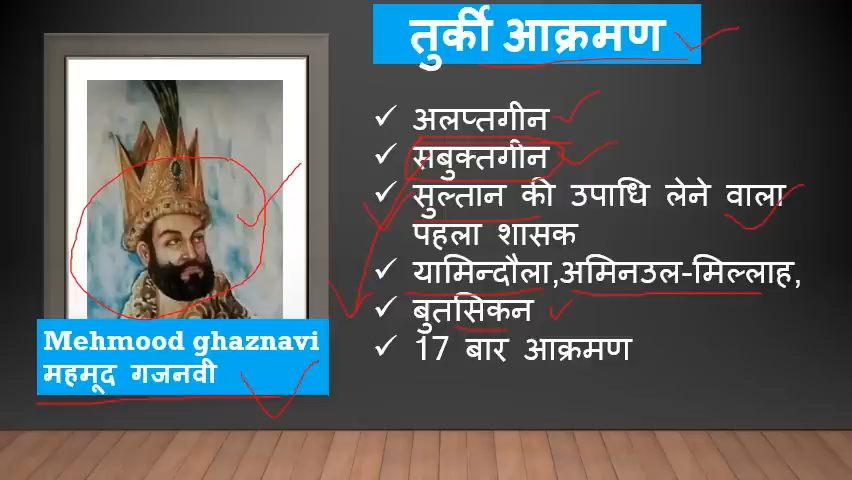 तुर्की आक्रमण
अलप्तगीन
सबुक्तगीन
सुल्तान की उपाधि लेने वाला
पहला शासक
यामिन्दौला,अमिनउल-मिल्लाह,
बुतसिकन
17 बार आक्रमण
Mehmood ghaznavi
महमूद गजनवी